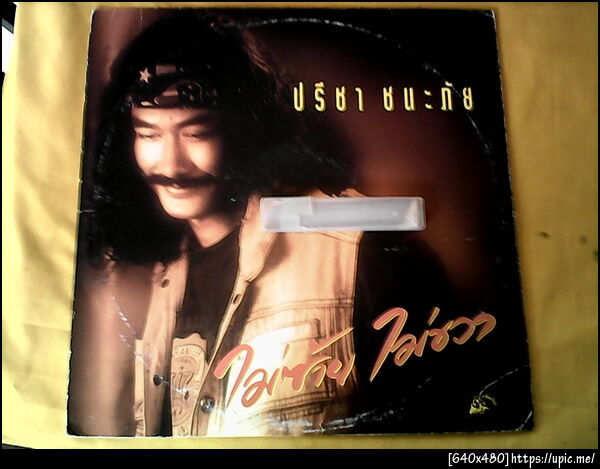 ปรีชา ชนะภัย
ไม่ซ้าย ไม่ขวา
[640x480]https://upic.me/